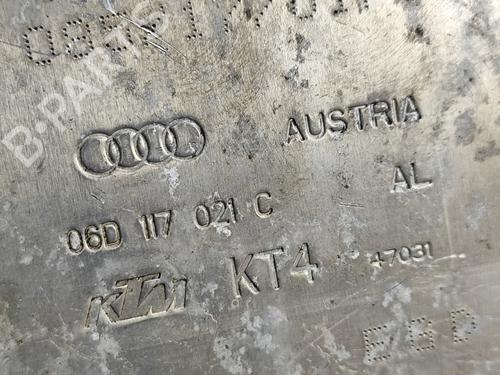 B-PARTS
AUSTRIA
AL
06D 117 021 C
KTM KT4 47031